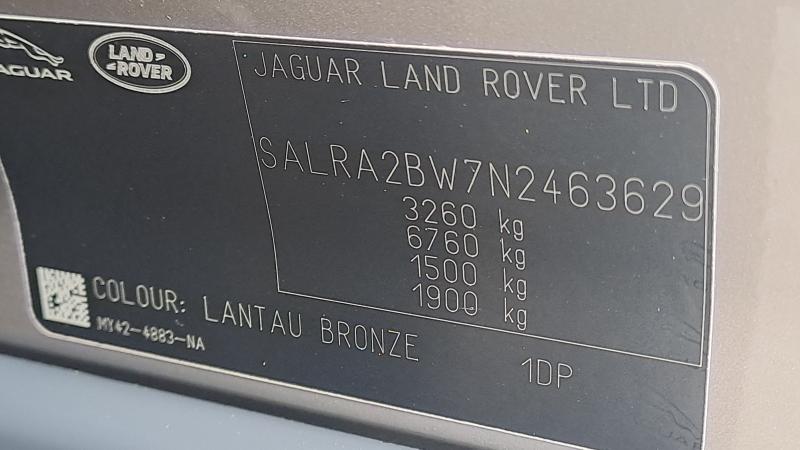 JAGUAR
LAND ROVER
JAGUAR LAND ROVER LTD
SALRA2BW7N2463629
3260 kg
6760 kg
1500 kg
1900 kg
COLOUR: LANTAU BRONZE 1DP
MY42-4883-NA